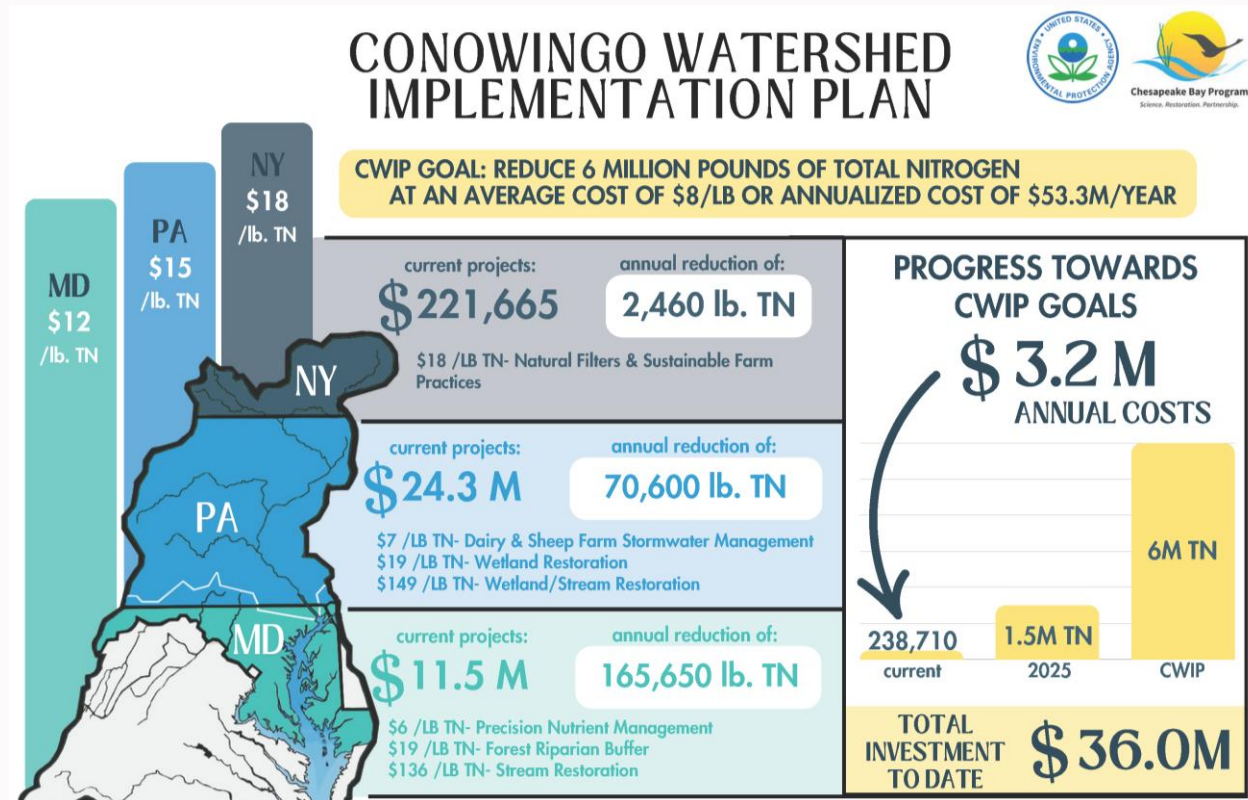 CONOWINGO WATERSHED
IMPLEMENTATION PLAN
UNITED STATES
ENVIRONMENTAL PROTECTION AGENCY
Chesapeake Bay Program
Science. Restoration. Partnership.
CWIP GOAL: REDUCE 6 MILLION POUNDS OF TOTAL NITROGEN
AT AN AVERAGE COST OF $8/LB OR ANNUALIZED COST OF $53.3M/YEAR
MD
$12
/lb. TN
PA
$15
/lb. TN
NY
$18
/lb. TN
NY
PA
MD
current projects:
$221,665
annual reduction of:
2,460 lb. TN
$18 /LB TN- Natural Filters & Sustainable Farm
Practices
current projects:
$24.3 M
annual reduction of:
70,600 lb. TN
$7 /LB TN- Dairy & Sheep Farm Stormwater Management
$19 /LB TN- Wetland Restoration
$149 /LB TN- Wetland/Stream Restoration
current projects:
$11.5 M
annual reduction of:
165,650 lb. TN
$6 /LB TN- Precision Nutrient Management
$19 /LB TN- Forest Riparian Buffer
$136 /LB TN- Stream Restoration
PROGRESS TOWARDS
CWIP GOALS
$ 3.2 M
ANNUAL COSTS
238,710
current
1.5M TN
2025
6M TN
CWIP
TOTAL
INVESTMENT
TO DATE
$36.0M